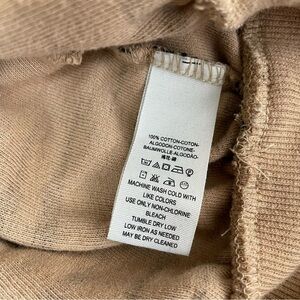 100% COTTON-COTON-
ALGODON-COTONE-
BAUMWOLLE-ALGODÃO-
MACHINE WASH COLD WITH
LIKE COLORS
USE ONLY NON-CHLORINE
BLEACH
TUMBLE DRY LOW
LOW IRON AS NEEDED
MAY BE DRY CLEANED